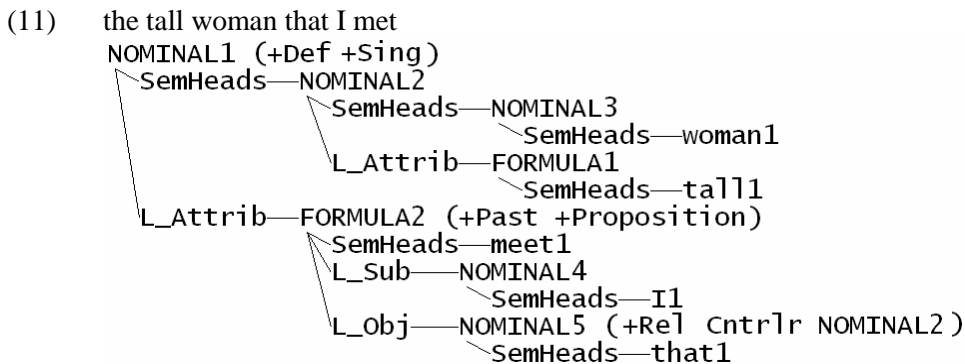 (11) the tall woman that I met
NOMINAL1 (+Def +Sing)
SemHeads—NOMINAL2
SemHeads—NOMINAL3
SemHeads—woman1
L_Attrib—FORMULA1
SemHeads—tall1
L_Attrib—FORMULA2 (+Past +Proposition)
SemHeads—meet1
L_Sub—NOMINAL4
SemHeads—I1
L_Obj—NOMINAL5 (+Rel Cntrlr NOMINAL2)
SemHeads—that1